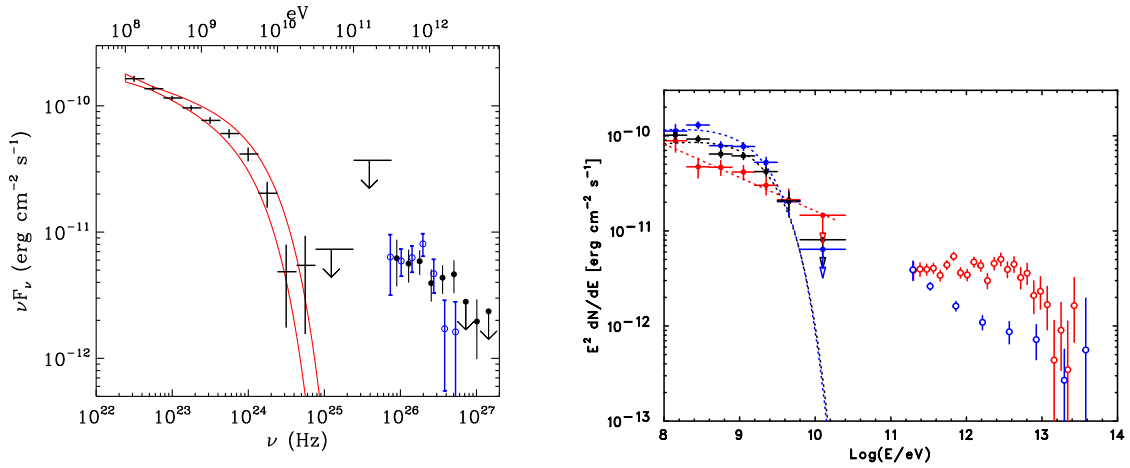 eV
10⁸ 10⁹ 10¹⁰ 10¹¹ 10¹²
νFᵥ (erg cm⁻² s⁻¹)
10⁻¹⁰
10⁻¹¹
10⁻¹²
10²² 10²³ 10²⁴ 10²⁵ 10²⁶ 10²⁷
ν (Hz)
E² dN/dE [erg cm⁻² s⁻¹]
10⁻¹⁰
10⁻¹¹
10⁻¹²
10⁻¹³
8 9 10 11 12 13 14
Log(E/eV)